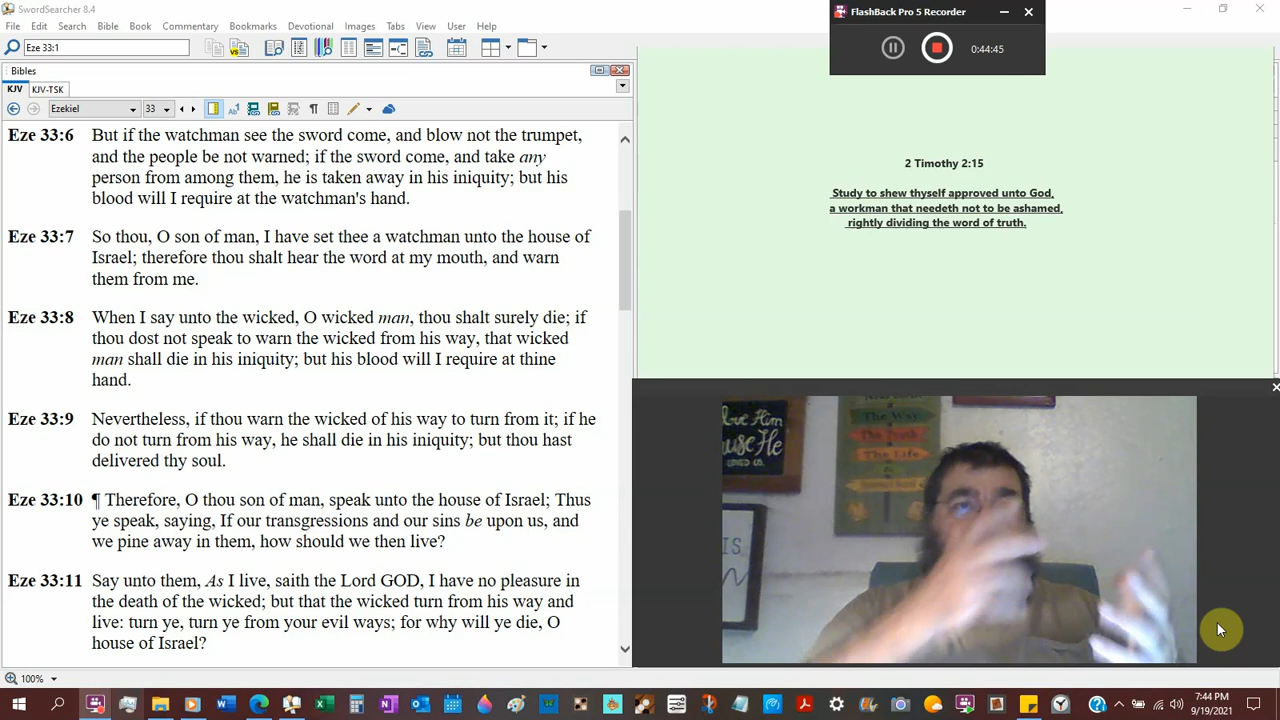 SwordSearcher 8.4
File Edit Search Bible Book Commentary Bookmarks Devotional Images Tabs View User Help
Eze 33:1
Bibles
KJV KJV-TSK
Ezekiel 33
Eze 33:6 But if the watchman see the sword come, and blow not the trumpet,
and the people be not warned; if the sword come, and take any
person from among them, he is taken away in his iniquity; but his
blood will I require at the watchman's hand.
Eze 33:7 So thou, O son of man, I have set thee a watchman unto the house of
Israel; therefore thou shalt hear the word at my mouth, and warn
them from me.
Eze 33:8 When I say unto the wicked, O wicked man, thou shalt surely die; if
thou dost not speak to warn the wicked from his way, that wicked
man shall die in his iniquity; but his blood will I require at thine
hand.
Eze 33:9 Nevertheless, if thou warn the wicked of his way to turn from it; if he
do not turn from his way, he shall die in his iniquity; but thou hast
delivered thy soul.
Eze 33:10 ¶ Therefore, O thou son of man, speak unto the house of Israel; Thus
ye speak, saying, If our transgressions and our sins be upon us, and
we pine away in them, how should we then live?
Eze 33:11 Say unto them, As I live, saith the Lord GOD, I have no pleasure in
the death of the wicked; but that the wicked turn from his way and
live: turn ye, turn ye from your evil ways; for why will ye die, O
house of Israel?
100%
FlashBack Pro 5 Recorder
0:44:45
2 Timothy 2:15
Study to shew thyself approved unto God,
a workman that needeth not to be ashamed,
rightly dividing the word of truth.
love Him
use He
LOVED US.
The Way
The Truth
The Life
IS
7:44 PM
9/19/2021